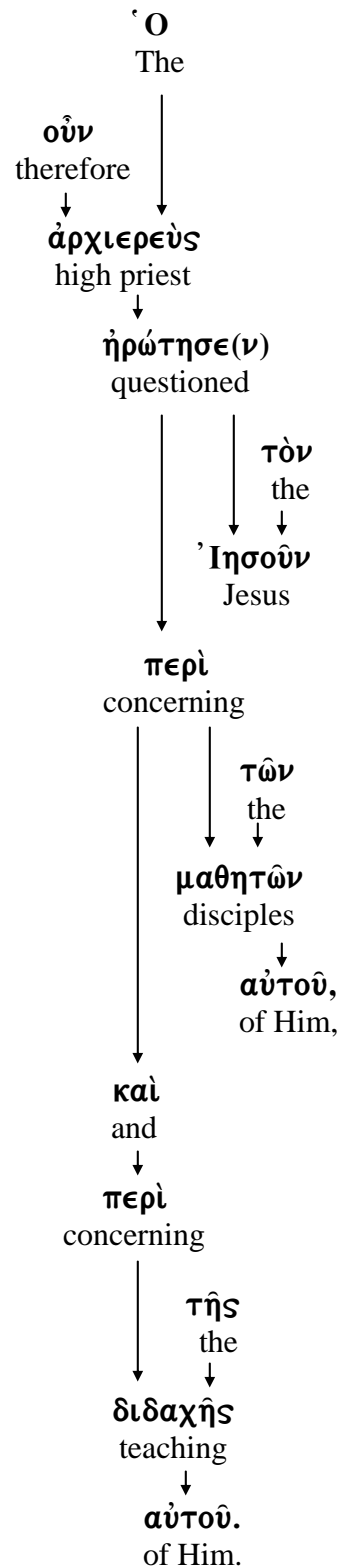 Ὁ
The
οὖν
therefore
ἀρχιερεὺς
high priest
ἠρώτησε(ν)
questioned
τὸν
the
Ἰησοῦν
Jesus
περὶ
concerning
τῶν
the
μαθητῶν
disciples
αὐτοῦ,
of Him,
καὶ
and
περὶ
concerning
τῆς
the
διδαχῆς
teaching
αὐτοῦ.
of Him.